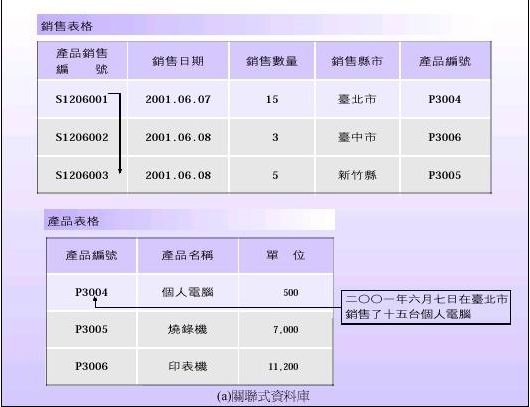 銷售表格
產品銷售
編 號 銷售日期 銷售數量 銷售縣市 產品編號
S1206001 2001.06.07 15 臺北市 P3004
S1206002 2001.06.08 3 臺中市 P3006
S1206003 2001.06.08 5 新竹縣 P3005
產品表格
產品編號 產品名稱 單 位
P3004 個人電腦 500
P3005 燒錄機 7,000
P3006 印表機 11,200
二〇〇一年六月七日在臺北市
銷售了十五台個人電腦
(a)關聯式資料庫